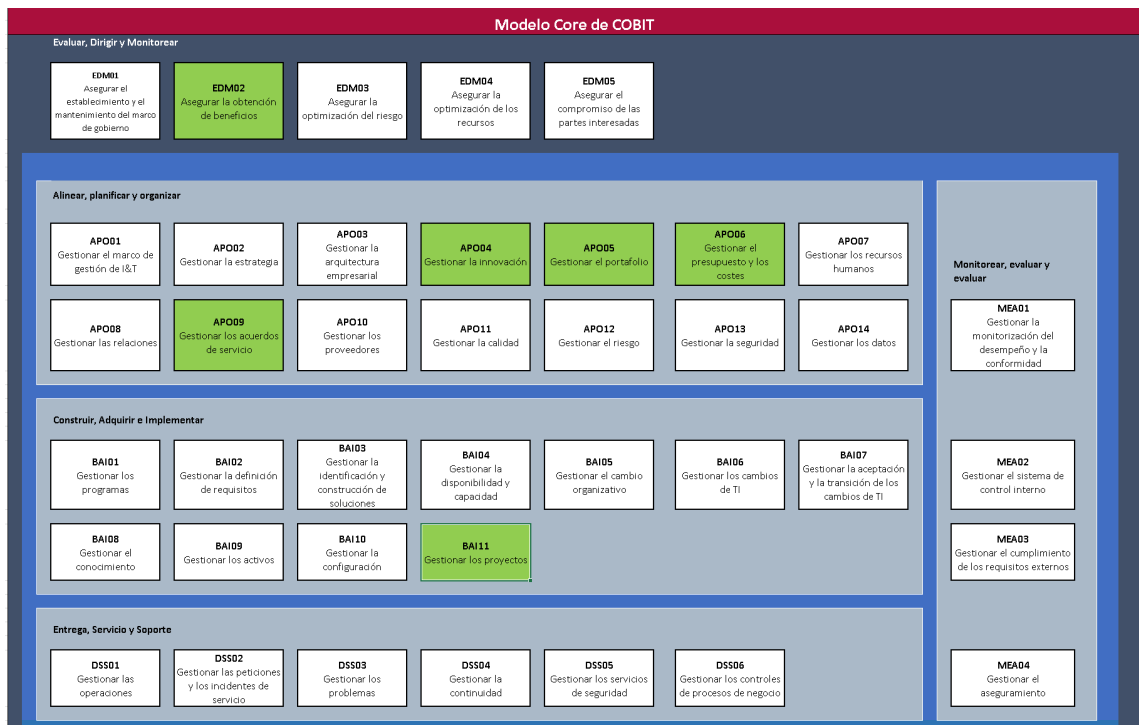 Modelo Core de COBIT
Evaluar, Dirigir y Monitorear
EDM01
Asegurar el
establecimiento y el
mantenimiento del marco
de gobierno
EDM02
Asegurar la obtención
de beneficios
EDM03
Asegurar la
optimización del riesgo
EDM04
Asegurar la
optimización de los
recursos
EDM05
Asegurar el
compromiso de las
partes interesadas
Alinear, planificar y organizar
APO01
Gestionar el marco de
gestión de I&T
APO02
Gestionar la estrategia
APO03
Gestionar la
arquitectura
empresarial
APO04
Gestionar la innovación
APO05
Gestionar el portafolio
APO06
Gestionar el
presupuesto y los
costes
APO07
Gestionar los recursos
humanos
APO08
Gestionar las relaciones
APO09
Gestionar los acuerdos
de servicio
APO10
Gestionar los
proveedores
APO11
Gestionar la calidad
APO12
Gestionar el riesgo
APO13
Gestionar la seguridad
APO14
Gestionar los datos
Monitorear, evaluar y
evaluar
MEA01
Gestionar la
monitorización del
desempeño y la
conformidad
Construir, Adquirir e Implementar
BAI01
Gestionar los
programas
BAI02
Gestionar la definición
de requisitos
BAI03
Gestionar la
identificación y
construcción de
soluciones
BAI04
Gestionar la
disponibilidad y
capacidad
BAI05
Gestionar el cambio
organizativo
BAI06
Gestionar los cambios
de TI
BAI07
Gestionar la aceptación
y la transición de los
cambios de TI
MEA02
Gestionar el sistema de
control interno
BAI08
Gestionar el
conocimiento
BAI09
Gestionar los activos
BAI10
Gestionar la
configuración
BAI11
Gestionar los proyectos
MEA03
Gestionar el cumplimiento
de los requisitos externos
Entrega, Servicio y Soporte
DSS01
Gestionar las
operaciones
DSS02
Gestionar las peticiones
y los incidentes de
servicio
DSS03
Gestionar los
problemas
DSS04
Gestionar la
continuidad
DSS05
Gestionar los servicios
de seguridad
DSS06
Gestionar los controles
de procesos de negocio
MEA04
Gestionar el
aseguramiento